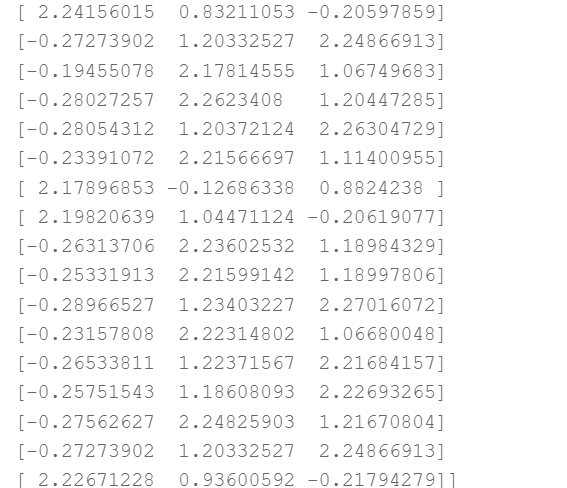 [ 2.24156015  0.83211053 -0.20597859]
[-0.27273902  1.20332527  2.24866913]
[-0.19455078  2.17814555  1.06749683]
[-0.28027257  2.2623408   1.20447285]
[-0.28054312  1.20372124  2.26304729]
[-0.23391072  2.21566697  1.11400955]
[ 2.17896853 -0.12686338  0.8824238 ]
[ 2.19820639  1.04471124 -0.20619077]
[-0.26313706  2.23602532  1.18984329]
[-0.25331913  2.21599142  1.18997806]
[-0.28966527  1.23403227  2.27016072]
[-0.23157808  2.22314802  1.06680048]
[-0.26533811  1.22371567  2.21684157]
[-0.25751543  1.18608093  2.22693265]
[-0.27562627  2.24825903  1.21670804]
[-0.27273902  1.20332527  2.24866913]
[ 2.22671228  0.93600592 -0.21794279]]